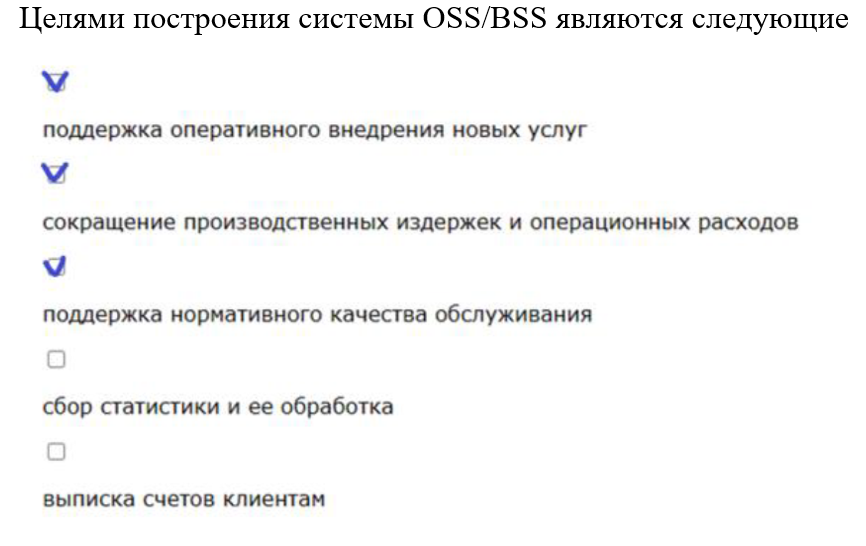 Целями построения системы OSS/BSS являются следующие
поддержка оперативного внедрения новых услуг
сокращение производственных издержек и операционных расходов
поддержка нормативного качества обслуживания
сбор статистики и ее обработка
выписка счетов клиентам